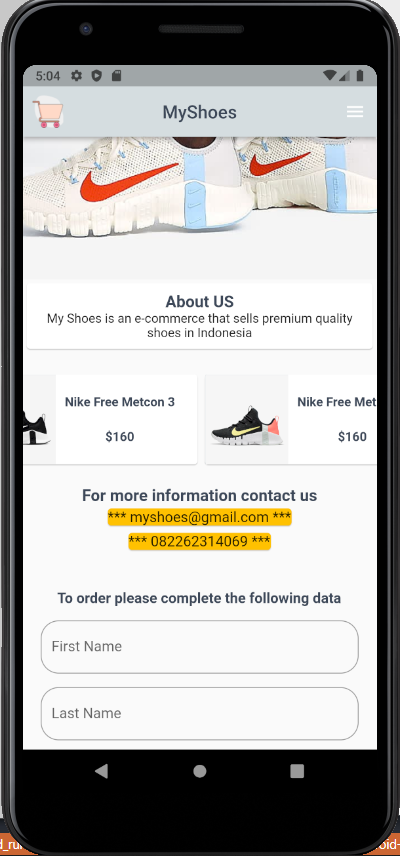 5:04
MyShoes
About US
My Shoes is an e-commerce that sells premium quality
shoes in Indonesia
Nike Free Metcon 3
$160
Nike Free Met
$160
For more information contact us
*** myshoes@gmail.com ***
*** 082262314069 ***
To order please complete the following data
First Name
Last Name